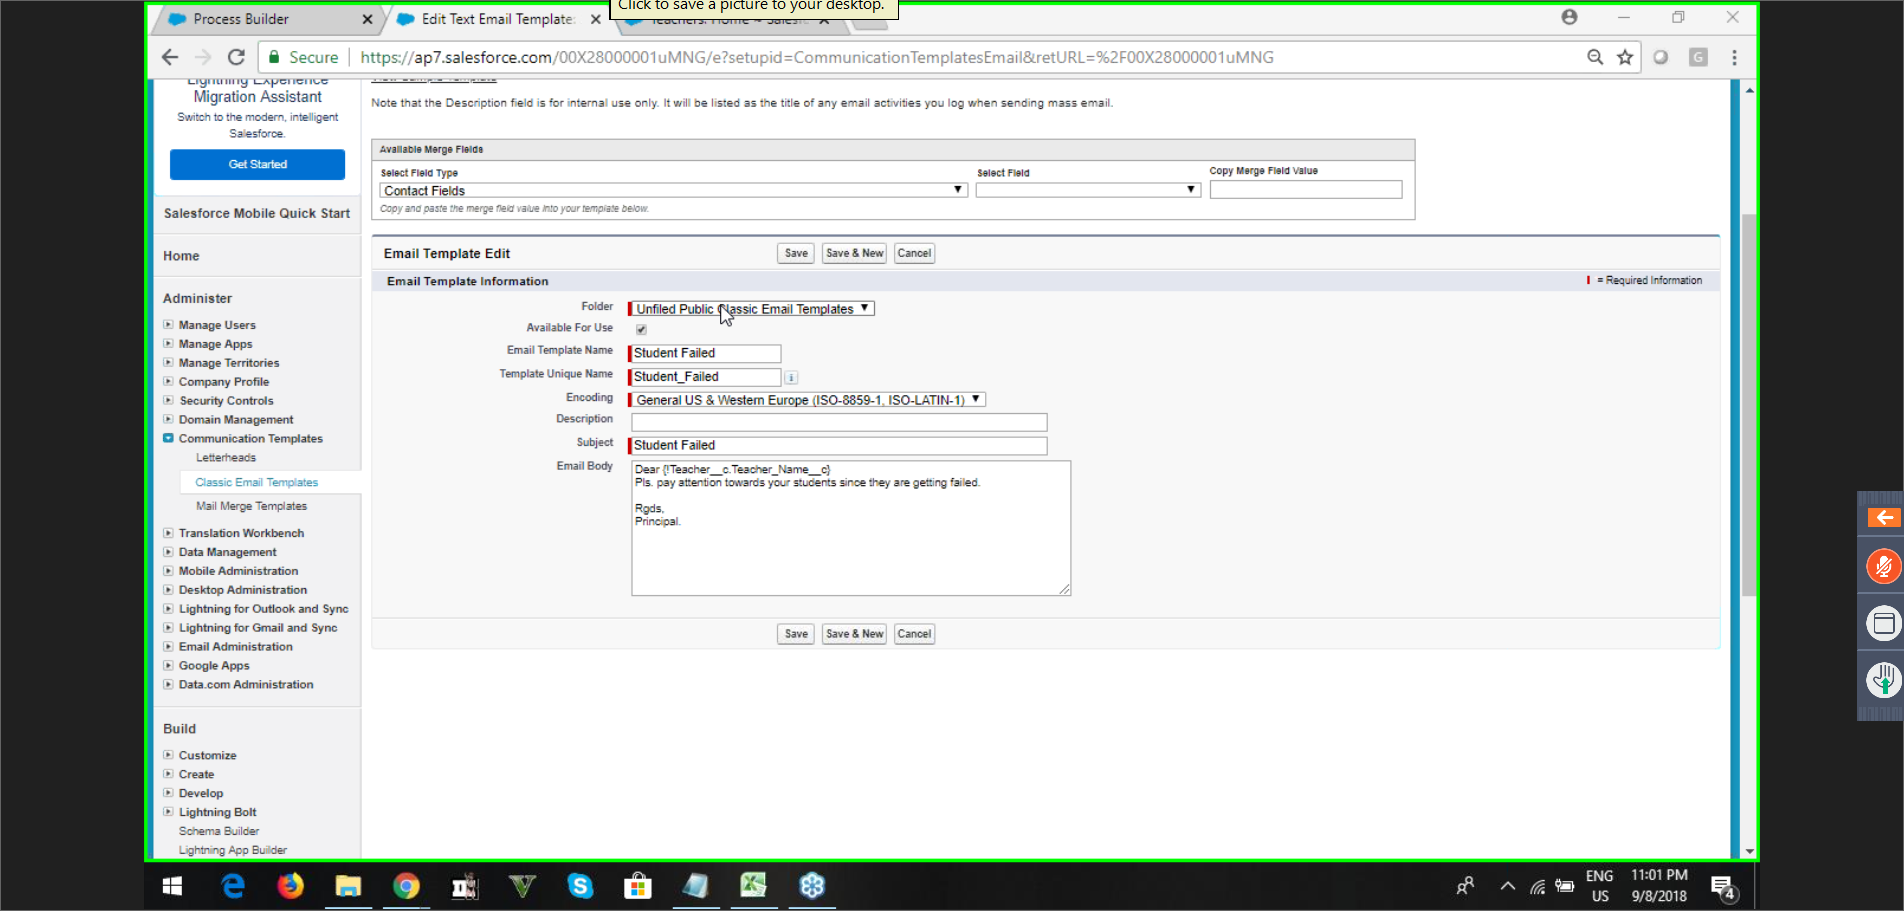 Click to save a picture to your desktop.
Process Builder
Edit Text Email Template:
Teachers: Home ~ Salesf
Secure
https://ap7.salesforce.com/00X28000001uMNG/e?setupid=CommunicationTemplatesEmail&retURL=%2F00X28000001uMNG
Lightning Experience
Migration Assistant
Switch to the modern, intelligent
Salesforce.
Get Started
Salesforce Mobile Quick Start
Home
Administer
Manage Users
Manage Apps
Manage Territories
Company Profile
Security Controls
Domain Management
Communication Templates
Letterheads
Classic Email Templates
Mail Merge Templates
Translation Workbench
Data Management
Mobile Administration
Desktop Administration
Lightning for Outlook and Sync
Lightning for Gmail and Sync
Email Administration
Google Apps
Data.com Administration
Build
Customize
Create
Develop
Lightning Bolt
Schema Builder
Lightning App Builder
Note that the Description field is for internal use only. It will be listed as the title of any email activities you log when sending mass email.
Available Merge Fields
Select Field Type
Select Field
Copy Merge Field Value
Contact Fields
Copy and paste the merge field value into your template below.
Email Template Edit
Save
Save & New
Cancel
Email Template Information
= Required Information
Folder
Unfiled Public Classic Email Templates
Available For Use
Email Template Name
Student Failed
Template Unique Name
Student_Failed
i
Encoding
General US & Western Europe (ISO-8859-1, ISO-LATIN-1)
Description
Subject
Student Failed
Email Body
Dear {!Teacher__c.Teacher_Name__c}
Pls. pay attention towards your students since they are getting failed.
Rgds,
Principal.
Save
Save & New
Cancel
G
ENG
US
11:01 PM
9/8/2018
4